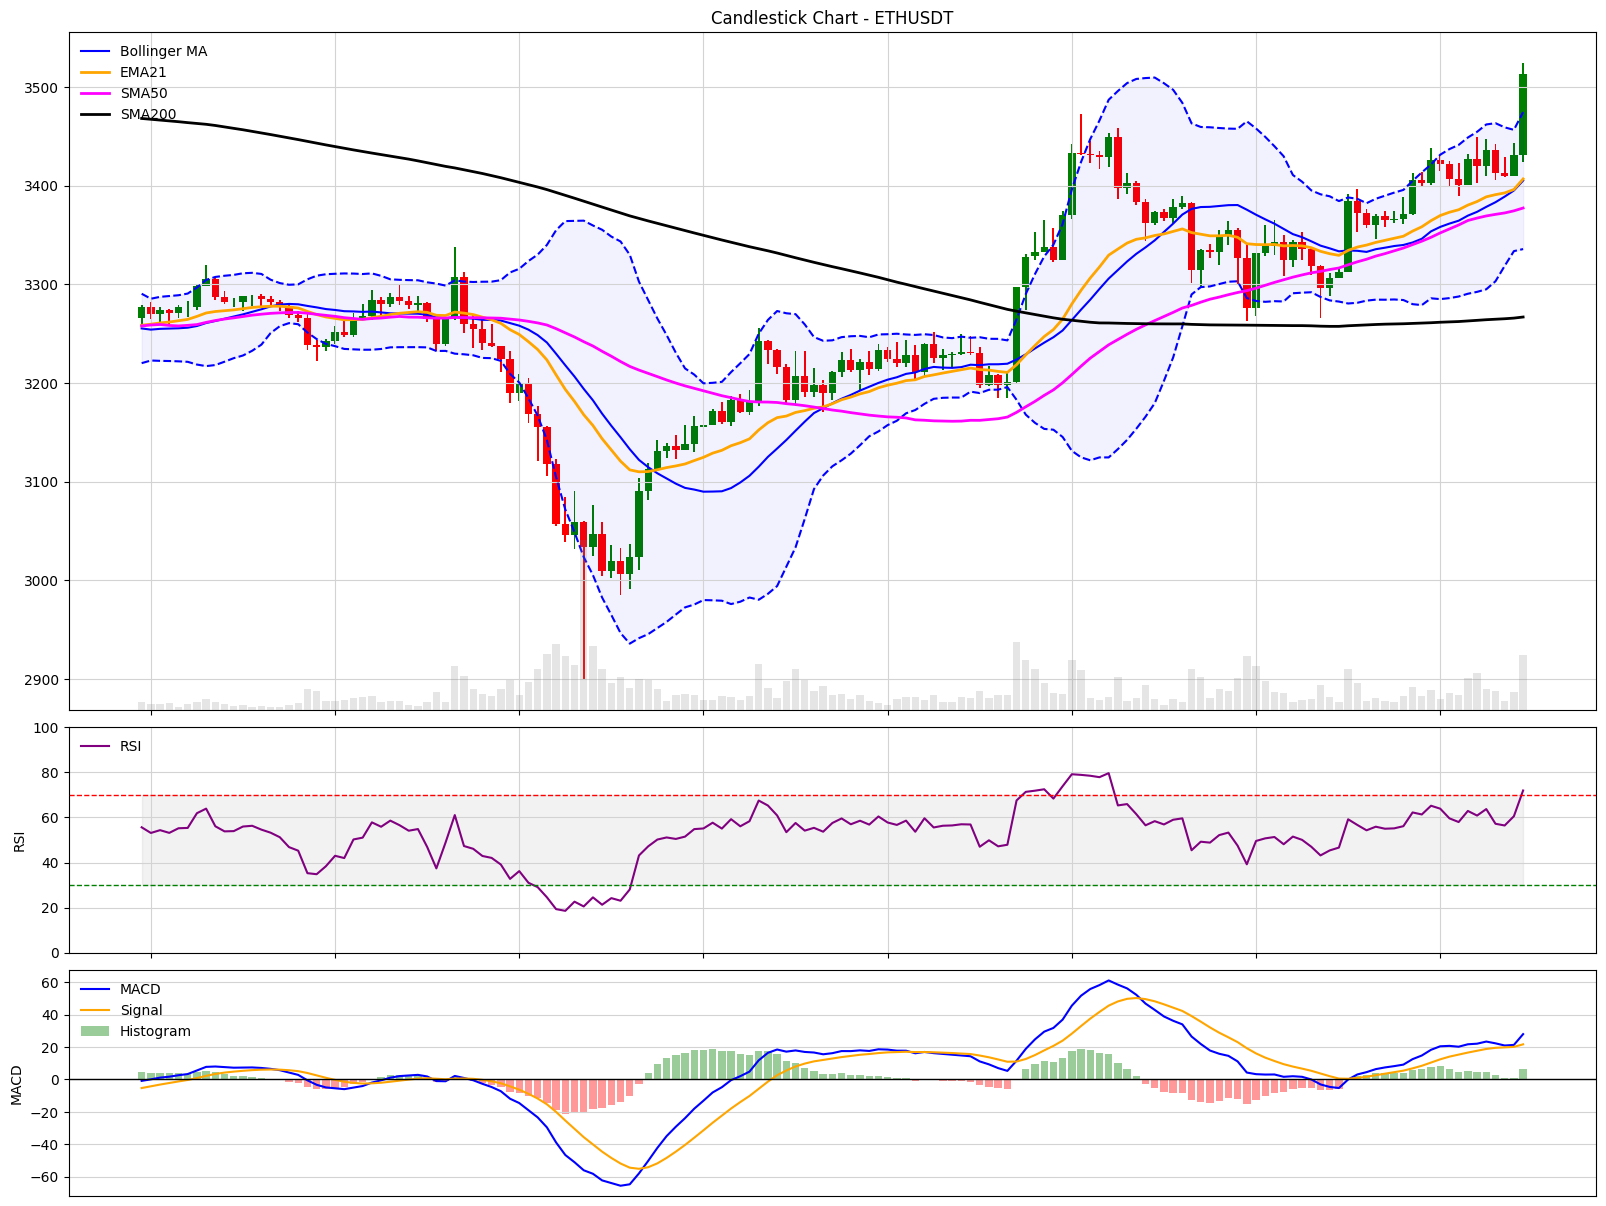 Candlestick Chart - ETHUSDT
Bollinger MA
EMA21
SMA50
SMA200
3500
3400
3300
3200
3100
3000
2900
RSI
100
80
60
40
20
0
RSI
MACD
Signal
Histogram
60
40
20
0
−20
−40
−60
MACD